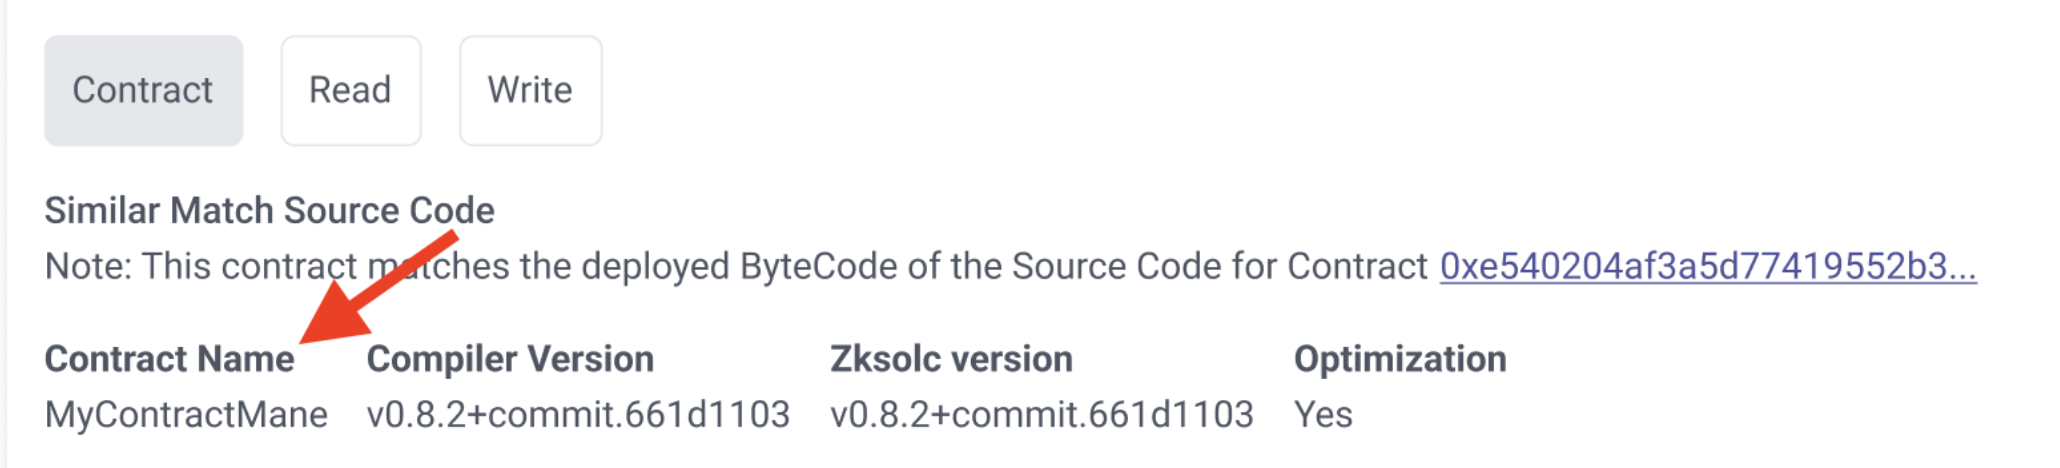 Contract Read Write
Similar Match Source Code
Note: This contract matches the deployed ByteCode of the Source Code for Contract 0xe540204af3a5d77419552b3...
Contract Name Compiler Version Zksolc version Optimization
MyContractMane v0.8.2+commit.661d1103 v0.8.2+commit.661d1103 Yes